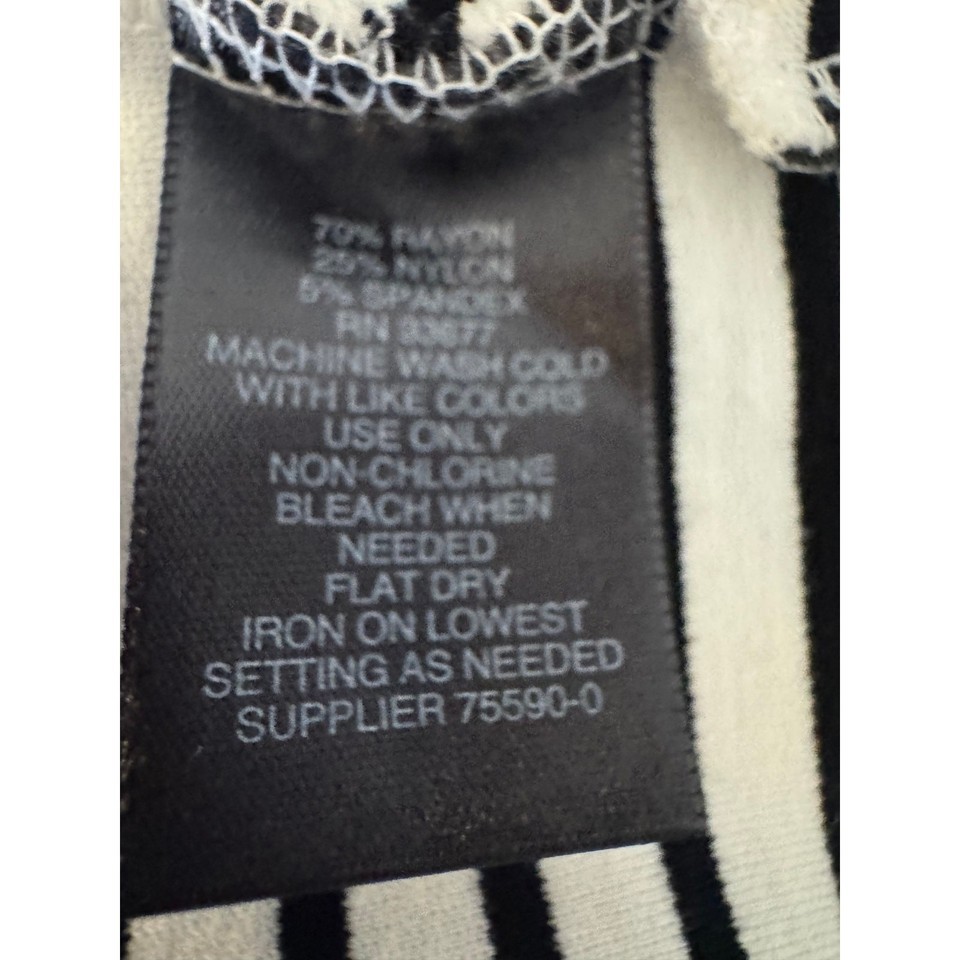 70% RAYON
25% NYLON
5% SPANDEX
RN 93677
MACHINE WASH COLD
WITH LIKE COLORS
USE ONLY
NON-CHLORINE
BLEACH WHEN
NEEDED
FLAT DRY
IRON ON LOWEST
SETTING AS NEEDED
SUPPLIER 75590-0